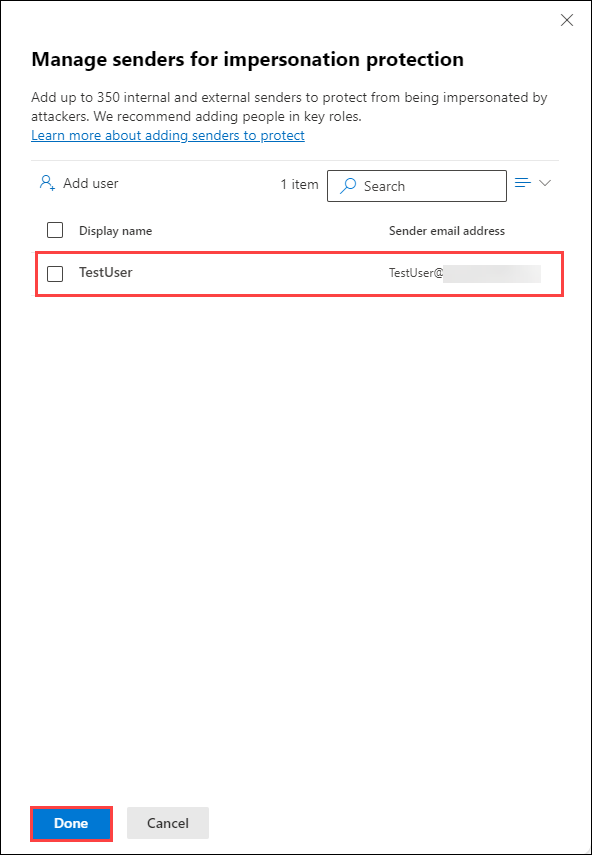 Manage senders for impersonation protection
Add up to 350 internal and external senders to protect from being impersonated by
attackers. We recommend adding people in key roles.
Learn more about adding senders to protect
Add user
1 item
Search
Display name
Sender email address
TestUser
TestUser@
Done
Cancel